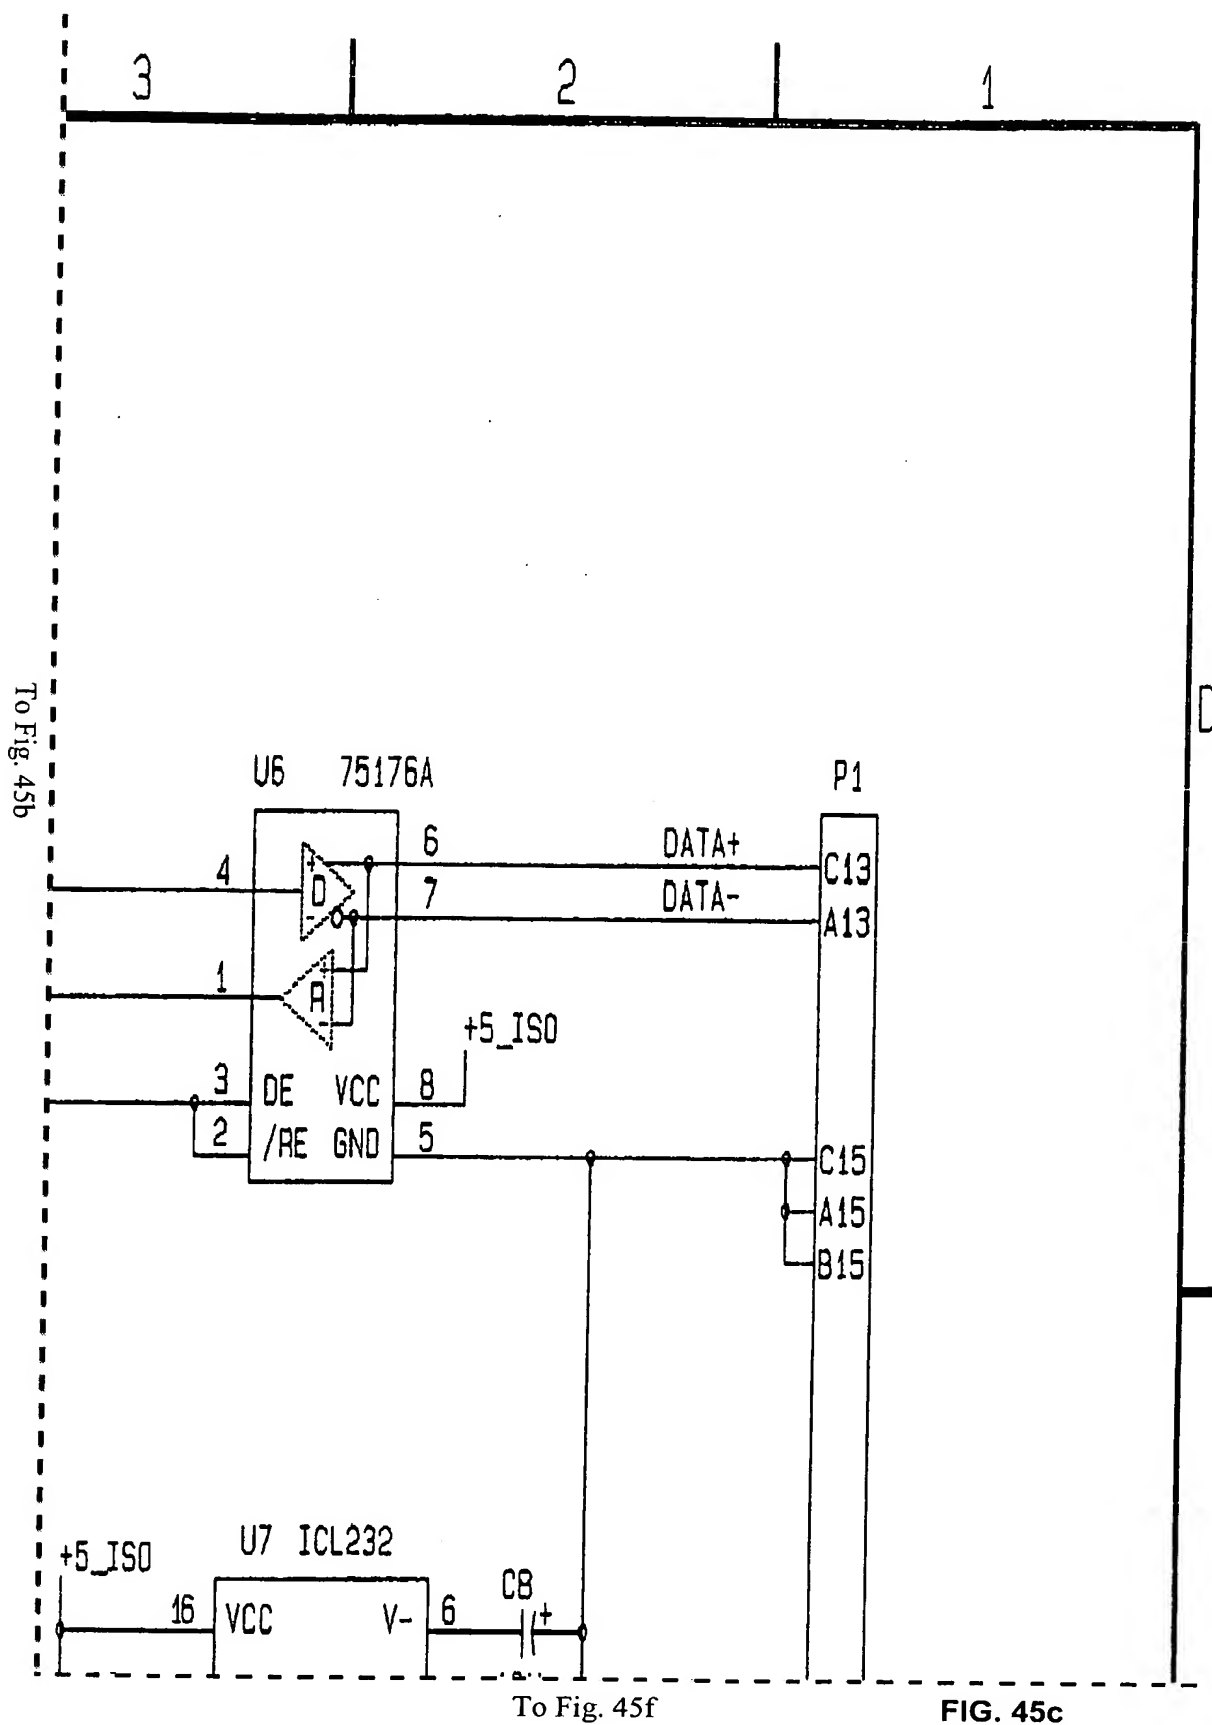 3 2 1
D
To Fig. 45b
U6 75176A
P1
4
D
+
-
6
DATA+
C13
7
DATA-
A13
1
R
+
-
+5_ISO
3
DE
VCC
8
2
/RE
GND
5
C15
A15
B15
+5_ISO
U7 ICL232
C8
16
VCC
V-
6
+
To Fig. 45f
FIG. 45c